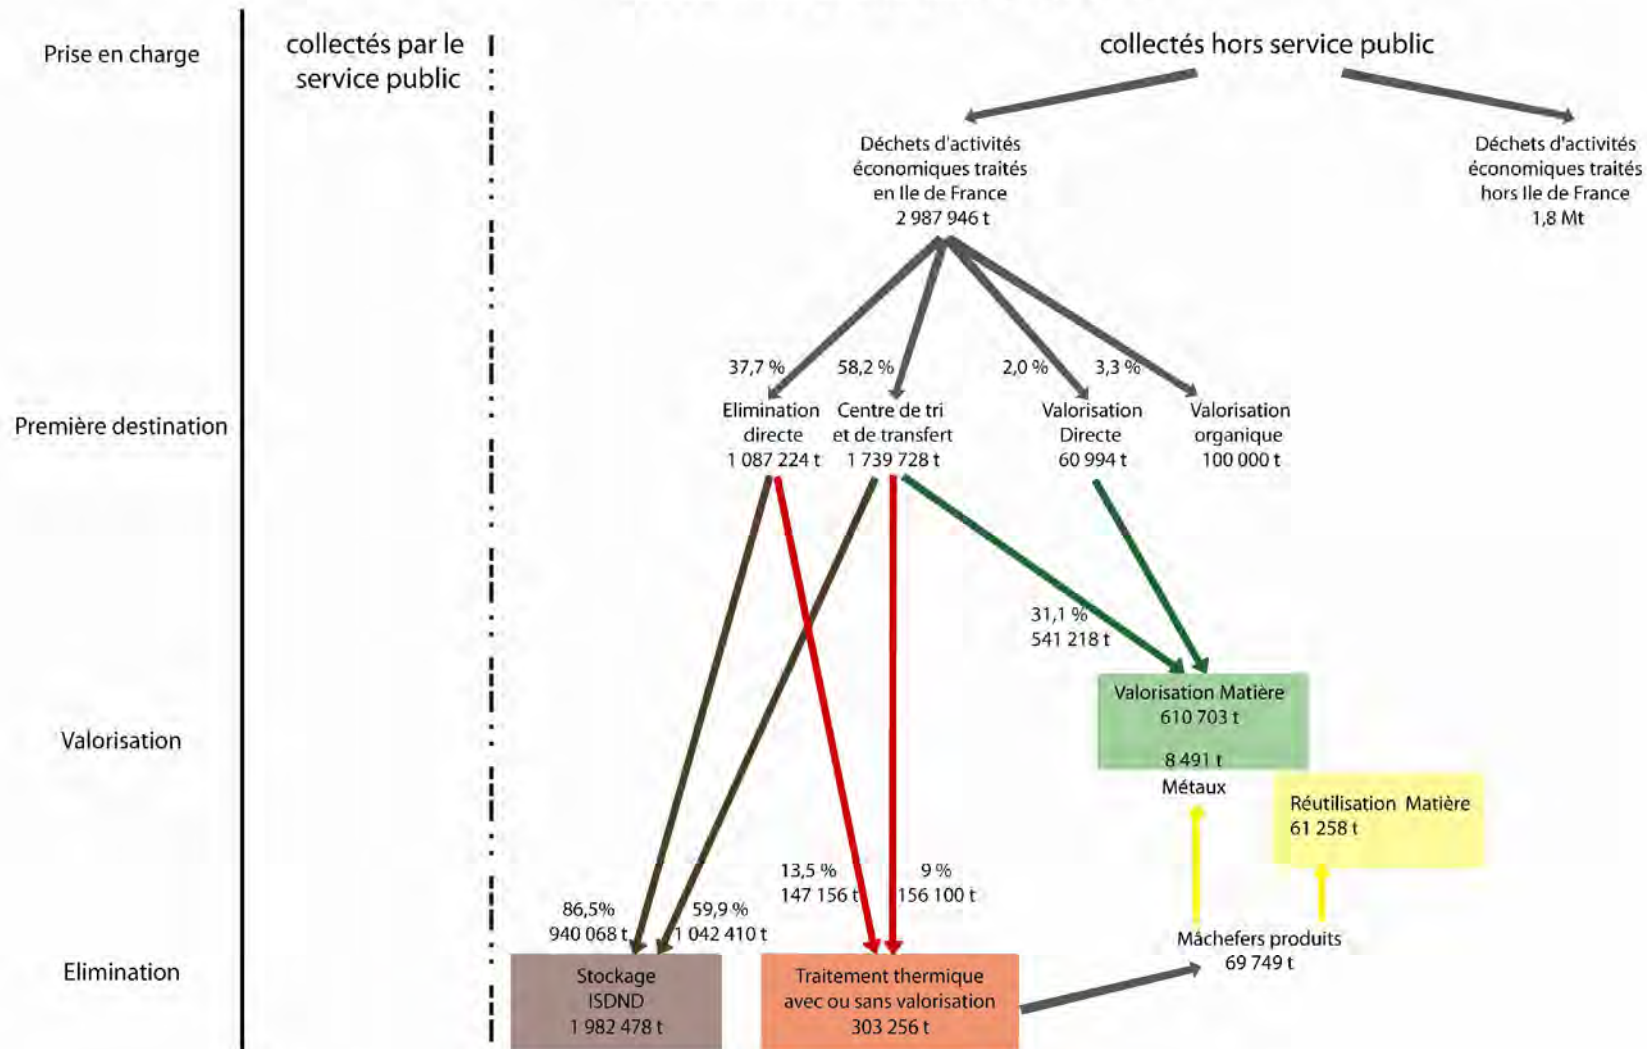 Prise en charge
collectés par le
service public
collectés hors service public
Déchets d'activités
économiques traités
en Ile de France
2 987 946 t
Déchets d'activités
économiques traités
hors Ile de France
1,8 Mt
37,7 %
58,2 %
2,0 %
3,3 %
Première destination
Elimination
directe
1 087 224 t
Centre de tri
et de transfert
1 739 728 t
Valorisation
Directe
60 994 t
Valorisation
organique
100 000 t
31,1 %
541 218 t
Valorisation
Valorisation Matière
610 703 t
8 491 t
Métaux
Réutilisation Matière
61 258 t
86,5%
940 068 t
59,9 %
1 042 410 t
13,5 %
147 156 t
9 %
156 100 t
Mâchefers produits
69 749 t
Elimination
Stockage
ISDND
1 982 478 t
Traitement thermique
avec ou sans valorisation
303 256 t